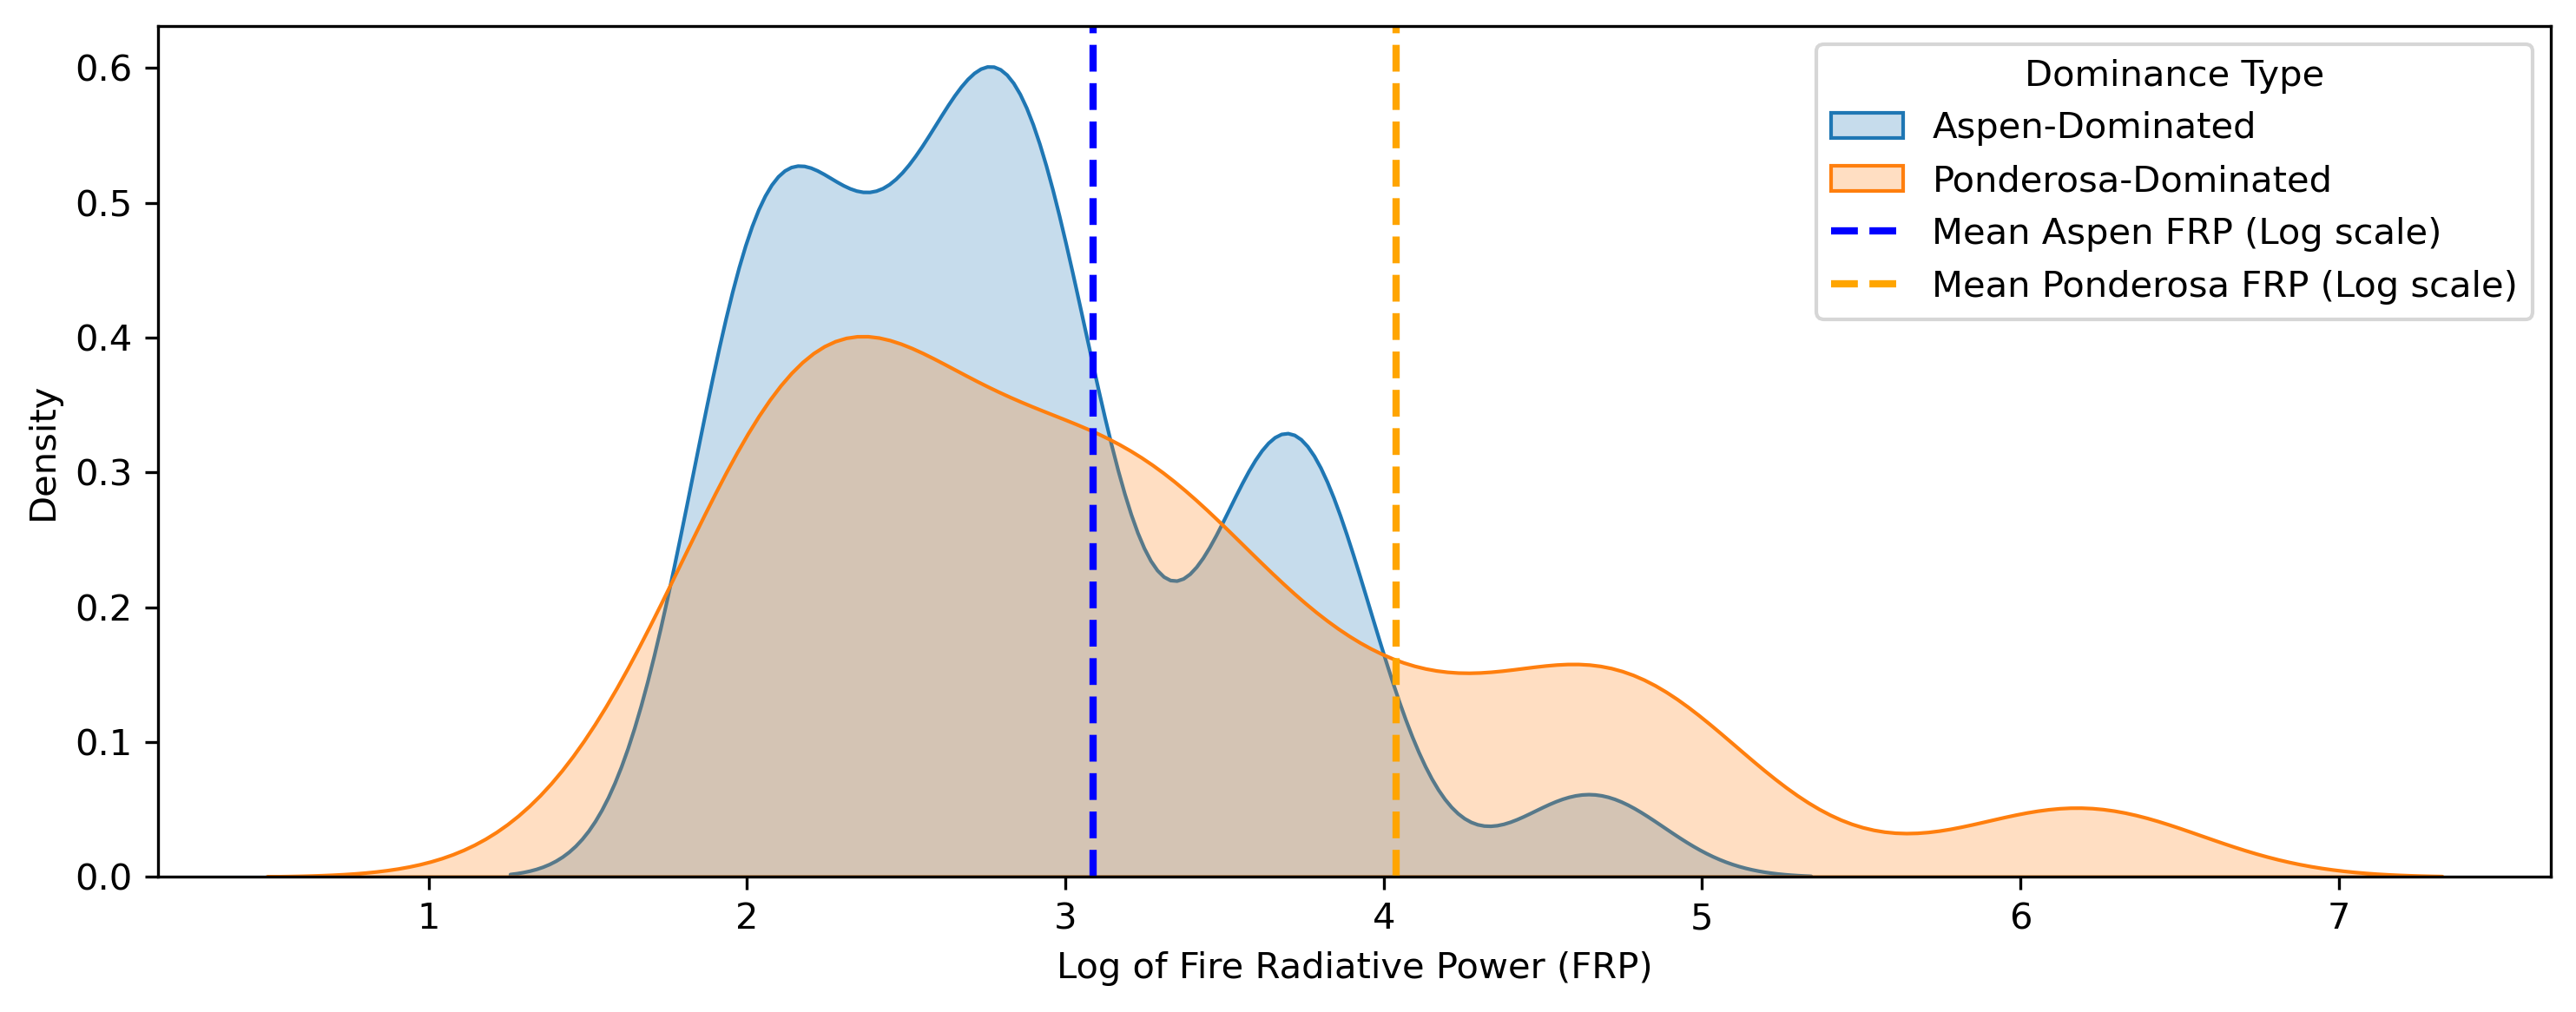 Dominance Type
Aspen-Dominated
Ponderosa-Dominated
Mean Aspen FRP (Log scale)
Mean Ponderosa FRP (Log scale)
Density
0.6
0.5
0.4
0.3
0.2
0.1
0.0
1 2 3 4 5 6 7
Log of Fire Radiative Power (FRP)